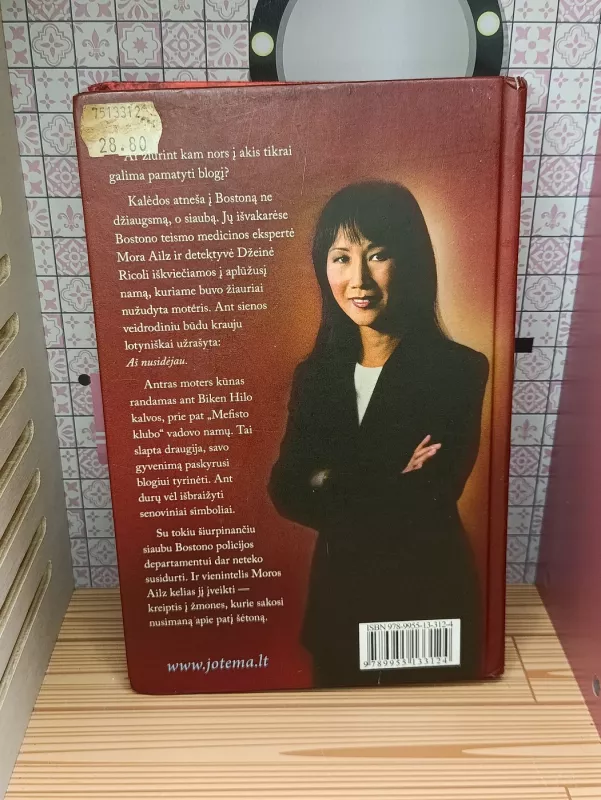 7513312
28.80
Ar žiūrint kam nors į akis tikrai
galima pamatyti blogį?
Kalėdos atneša į Bostoną ne
džiaugsmą, o siaubą. Jų išvakarėse
Bostono teismo medicinos ekspertė
Mora Ailz ir detektyvė Džeinė
Ricoli iškviečiamos į aplūžusį
namą, kuriame buvo žiauriai
nužudyta moteris. Ant sienos
veidrodiniu būdu krauju
lotyniškai užrašyta:
Aš nusidėjau.
Antras moters kūnas
randamas ant Biken Hilo
kalvos, prie pat „Mefisto
klubo“ vadovo namų. Tai
slapta draugija, savo
gyvenimą paskyrusi
blogiui tyrinėti. Ant
durų vėl išbraižyti
senoviniai simboliai.
Su tokiu šiurpinančiu
siaubu Bostono policijos
departamentui dar neteko
susidurti. Ir vienintelis Moros
Ailz kelias jį įveikti —
kreiptis į žmones, kurie sakosi
nusimaną apie patį šėtoną.
www.jotema.lt
ISBN 978-9955-13-312-4
9 789955 133124